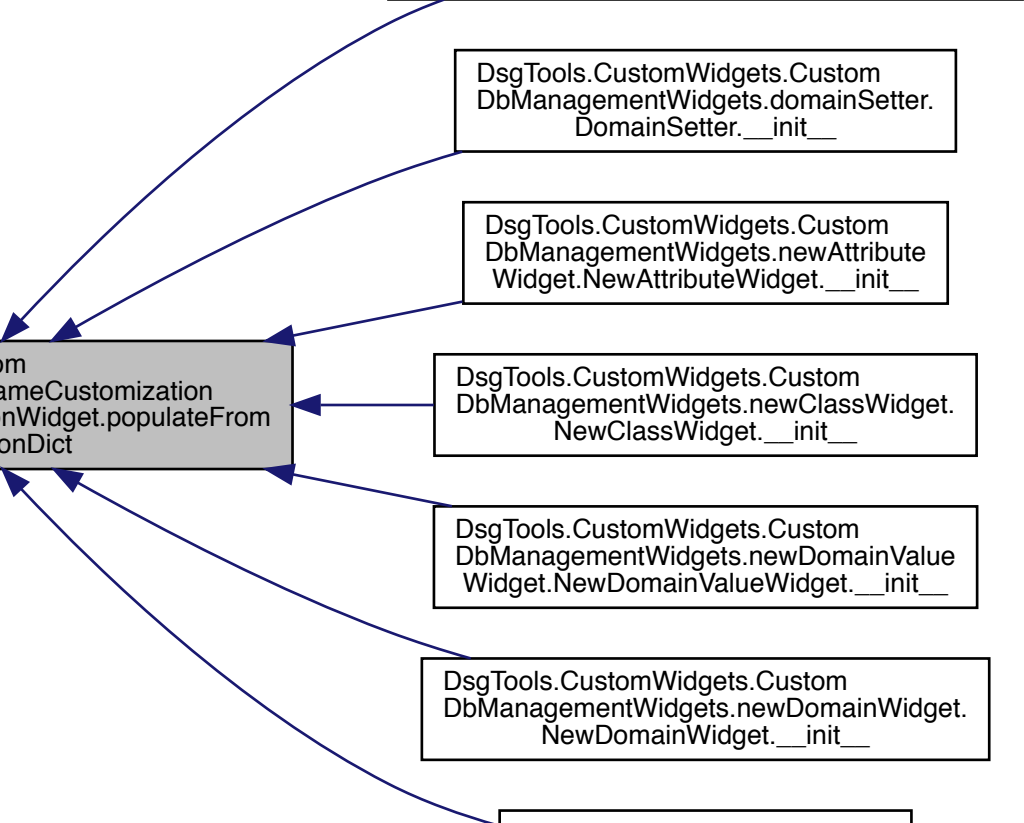 DsgTools.CustomWidgets.Custom
DbManagementWidgets.domainSetter.
DomainSetter.__init__
DsgTools.CustomWidgets.Custom
DbManagementWidgets.newAttribute
Widget.NewAttributeWidget.__init__
om
ameCustomization
onWidget.populateFrom
onDict
DsgTools.CustomWidgets.Custom
DbManagementWidgets.newClassWidget.
NewClassWidget.__init__
DsgTools.CustomWidgets.Custom
DbManagementWidgets.newDomainValue
Widget.NewDomainValueWidget.__init__
DsgTools.CustomWidgets.Custom
DbManagementWidgets.newDomainWidget.
NewDomainWidget.__init__